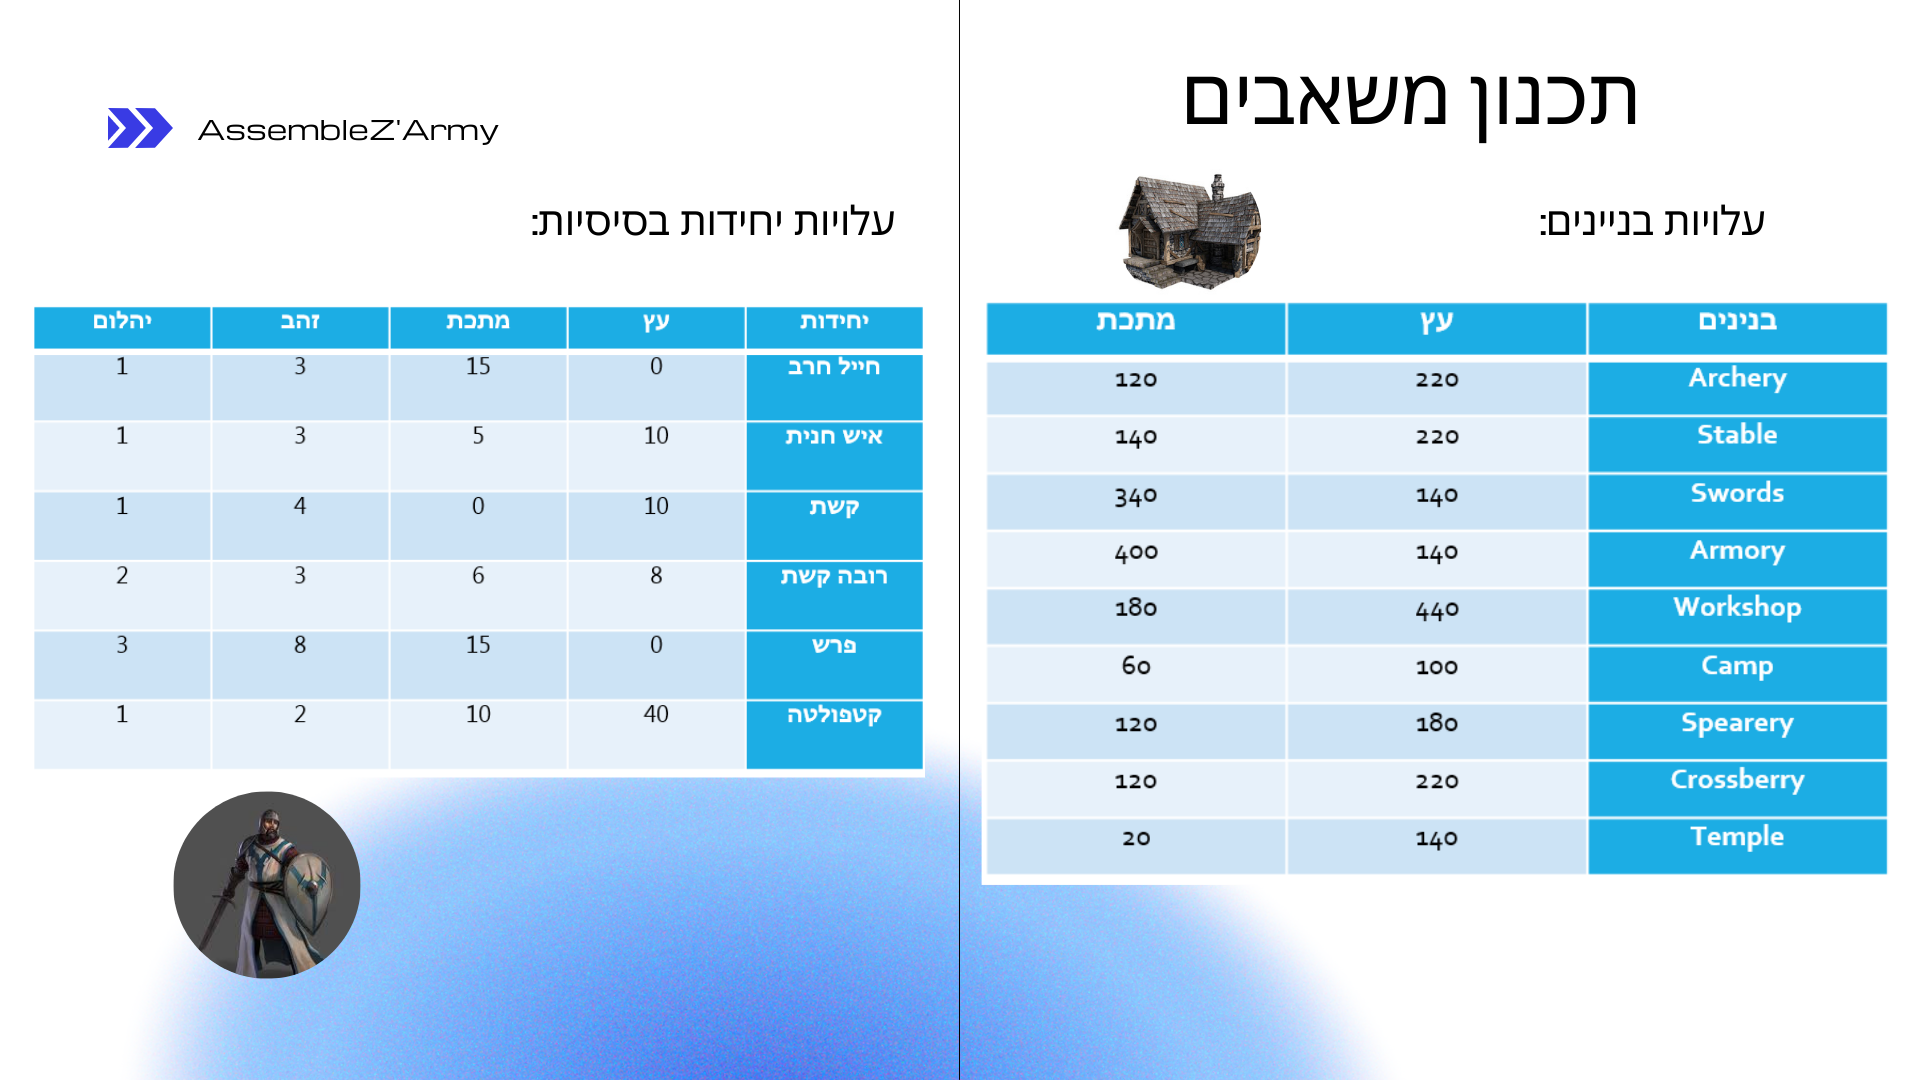 תכנון משאבים
עלויות בניינים:
בנינים עץ מתכת
Archery 220 120
Stable 220 140
Swords 140 340
Armory 140 400
Workshop 440 180
Camp 100 60
Spearery 180 120
Crossberry 220 120
Temple 140 20
AssembleZ'Army
עלויות יחידות בסיסיות:
יחידות עץ מתכת זהב יהלום
חייל חרב 0 15 3 1
איש חנית 10 5 3 1
קשת 10 0 4 1
רובה קשת 8 6 3 2
פרש 0 15 8 3
קטפולטה 40 10 2 1